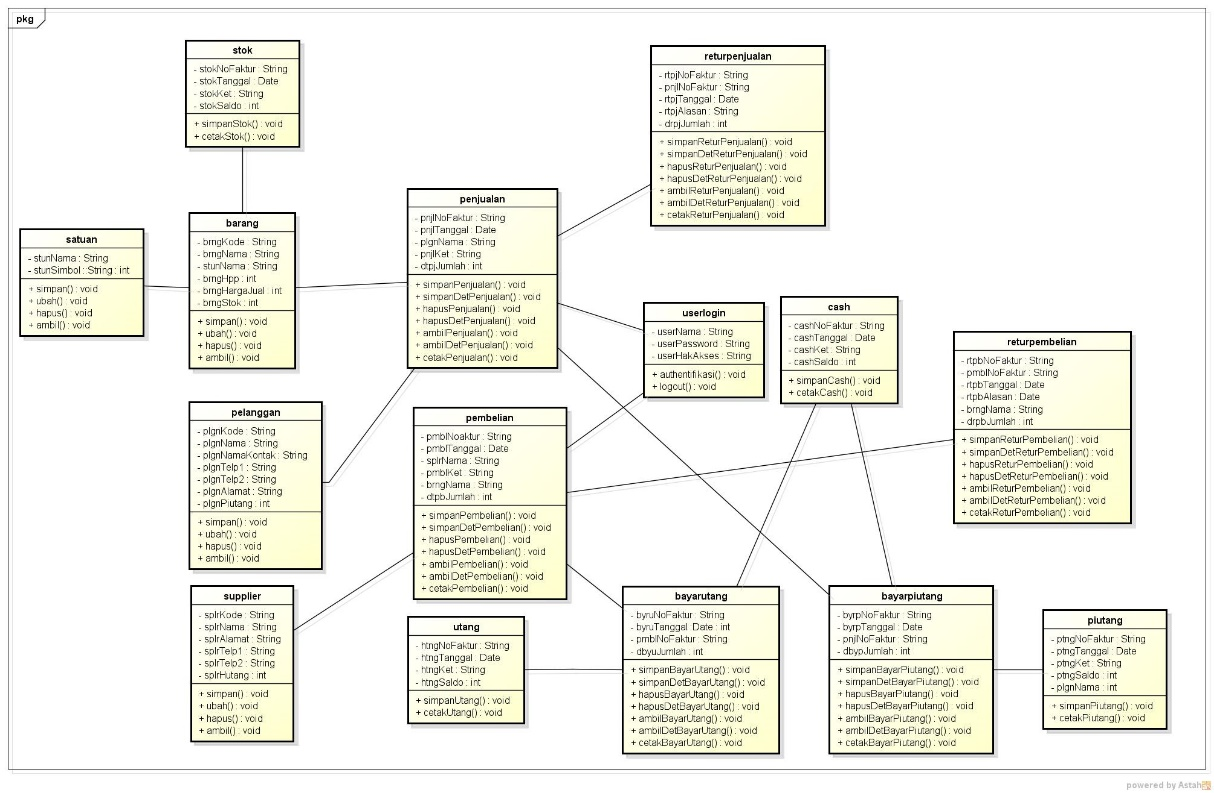 pkg
stok
- stokNoFaktur : String
- stokTanggal : Date
- stokKet : String
- stokSaldo : int
+ simpanStok() : void
+ cetakStok() : void
returpenjualan
- rtpjNoFaktur : String
- pnjlNoFaktur : String
- rtpjTanggal : Date
- rtpjAlasan : String
- drpjJumlah : int
+ simpanReturPenjualan() : void
+ simpanDetReturPenjualan() : void
+ hapusReturPenjualan() : void
+ hapusDetReturPenjualan() : void
+ ambilReturPenjualan() : void
+ ambilDetReturPenjualan() : void
+ cetakReturPenjualan() : void
satuan
- stunNama : String
- stunSimbol : String : int
+ simpan() : void
+ ubah() : void
+ hapus() : void
+ ambil() : void
barang
- brngKode : String
- brngNama : String
- stunNama : String
- brngHpp : int
- brngHargaJual : int
- brngStok : int
+ simpan() : void
+ ubah() : void
+ hapus() : void
+ ambil() : void
penjualan
- pnjlNoFaktur : String
- pnjlTanggal : Date
- plgnNama : String
- pnjlKet : String
- dtpjJumlah : int
+ simpanPenjualan() : void
+ simpanDetPenjualan() : void
+ hapusPenjualan() : void
+ hapusDetPenjualan() : void
+ ambilPenjualan() : void
+ ambilDetPenjualan() : void
+ cetakPenjualan() : void
userlogin
- userNama : String
- userPassword : String
- userHakAkses : String
+ authentifikasi() : void
+ logout() : void
cash
- cashNoFaktur : String
- cashTanggal : Date
- cashKet : String
- cashSaldo : int
+ simpanCash() : void
+ cetakCash() : void
returpembelian
- rtpbNoFaktur : String
- pmblNoFaktur : String
- rtpbTanggal : Date
- rtpbAlasan : Date
- brngNama : String
- drpbJumlah : int
+ simpanReturPembelian() : void
+ simpanDetReturPembelian() : void
+ hapusReturPembelian() : void
+ hapusDetReturPembelian() : void
+ ambilReturPembelian() : void
+ ambilDetReturPembelian() : void
+ cetakReturPembelian() : void
pelanggan
- plgnKode : String
- plgnNama : String
- plgnNamaKontak : String
- plgnTelp1 : String
- plgnTelp2 : String
- plgnAlamat : String
- plgnPiutang : int
+ simpan() : void
+ ubah() : void
+ hapus() : void
+ ambil() : void
pembelian
- pmblNoaktur : String
- pmblTanggal : Date
- splrNama : String
- pmblKet : String
- brngNama : String
- dtpbJumlah : int
+ simpanPembelian() : void
+ simpanDetPembelian() : void
+ hapusPembelian() : void
+ hapusDetPembelian() : void
+ ambilPembelian() : void
+ ambilDetPembelian() : void
+ cetakPembelian() : void
supplier
- splrKode : String
- splrNama : String
- splrAlamat : String
- splrTelp1 : String
- splrTelp2 : String
- splrHutang : int
+ simpan() : void
+ ubah() : void
+ hapus() : void
+ ambil() : void
utang
- htngNoFaktur : String
- htngTanggal : Date
- htngKet : String
- htngSaldo : int
+ simpanUtang() : void
+ cetakUtang() : void
bayarutang
- byruNoFaktur : String
- byruTanggal Date : int
- pmblNoFaktur : String
- dbyuJumlah : int
+ simpanBayarUtang() : void
+ simpanDetBayarUtang() : void
+ hapusBayarUtang() : void
+ hapusDetBayarUtang() : void
+ ambilBayarUtang() : void
+ ambilDetBayarUtang() : void
+ cetakBayarUtang() : void
bayarpiutang
- byrpNoFaktur : String
- byrpTanggal : Date
- pnjlNoFaktur : String
- dbypJumlah : int
+ simpanBayarPiutang() : void
+ simpanDetBayarPiutang() : void
+ hapusBayarPiutang() : void
+ hapusDetBayarPiutang() : void
+ ambilBayarPiutang() : void
+ ambilDetBayarPiutang() : void
+ cetakBayarPiutang() : void
piutang
- ptngNoFaktur : String
- ptngTanggal : Date
- ptngKet : String
- ptngSaldo : int
- plgnNama : int
+ simpanPiutang() : void
+ cetakPiutang() : void
powered by Astah